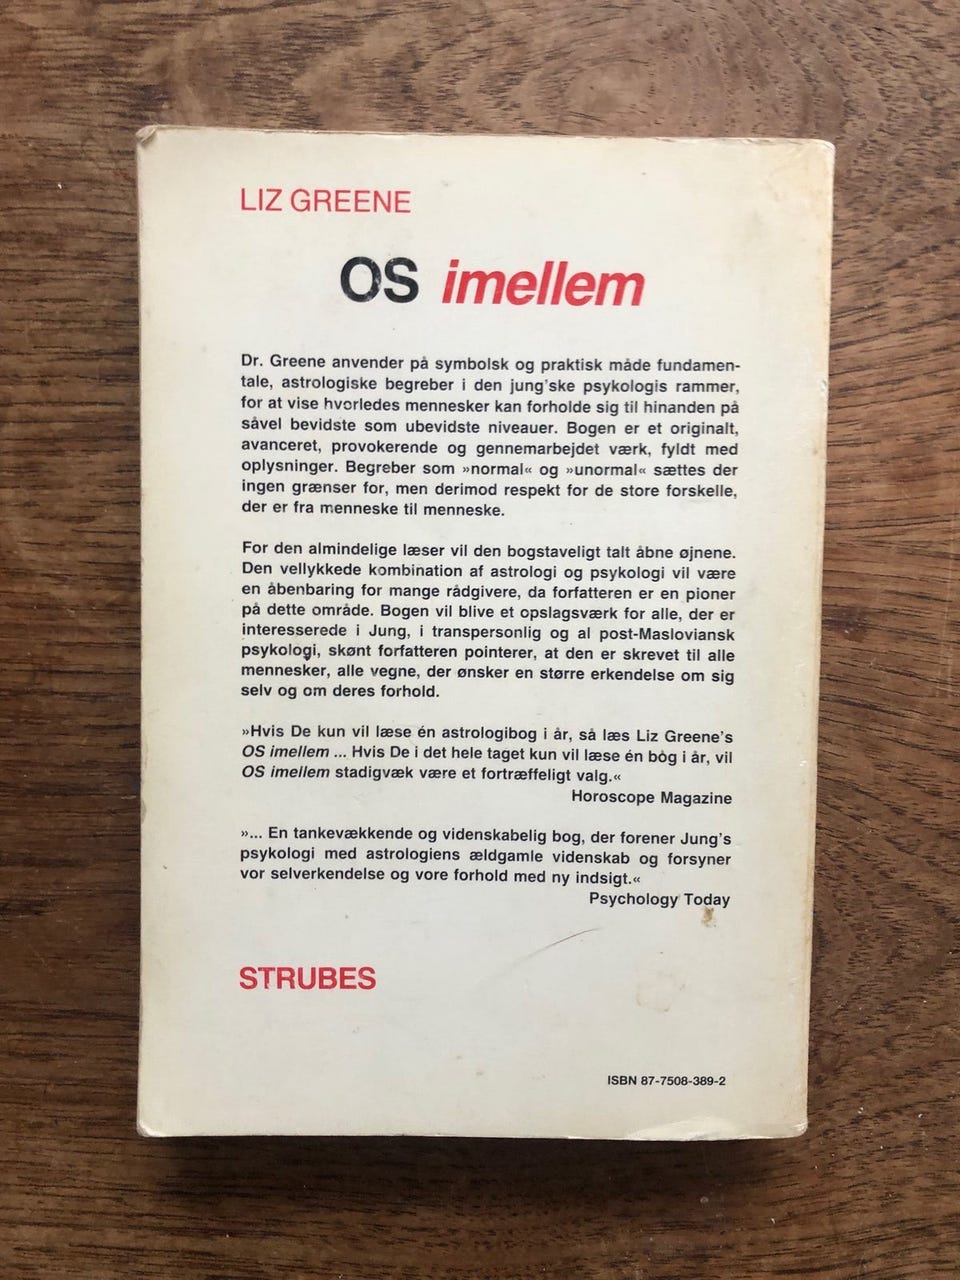 LIZ GREENE
OS imellem
Dr. Greene anvender på symbolsk og praktisk måde fundamen-
tale, astrologiske begreber i den jung'ske psykologis rammer,
for at vise hvorledes mennesker kan forholde sig til hinanden på
såvel bevidste som ubevidste niveauer. Bogen er et originalt,
avanceret, provokerende og gennemarbejdet værk, fyldt med
oplysninger. Begreber som »normal« og »unormal« sættes der
ingen grænser for, men derimod respekt for de store forskelle,
der er fra menneske til menneske.
For den almindelige læser vil den bogstaveligt talt åbne øjnene.
Den vellykkede kombination af astrologi og psykologi vil være
en åbenbaring for mange rådgivere, da forfatteren er en pioner
på dette område. Bogen vil blive et opslagsværk for alle, der er
interesserede i Jung, i transpersonlig og al post-Masloviansk
psykologi, skønt forfatteren pointerer, at den er skrevet til alle
mennesker, alle vegne, der ønsker en større erkendelse om sig
selv og om deres forhold.
»Hvis De kun vil læse én astrologibog i år, så læs Liz Greene's
OS imellem ... Hvis De i det hele taget kun vil læse én bog i år, vil
OS imellem stadigvæk være et fortræffeligt valg.«
Horoscope Magazine
»... En tankevækkende og videnskabelig bog, der forener Jung's
psykologi med astrologiens ældgamle videnskab og forsyner
vor selverkendelse og vore forhold med ny indsigt.«
Psychology Today
STRUBES
ISBN 87-7508-389-2